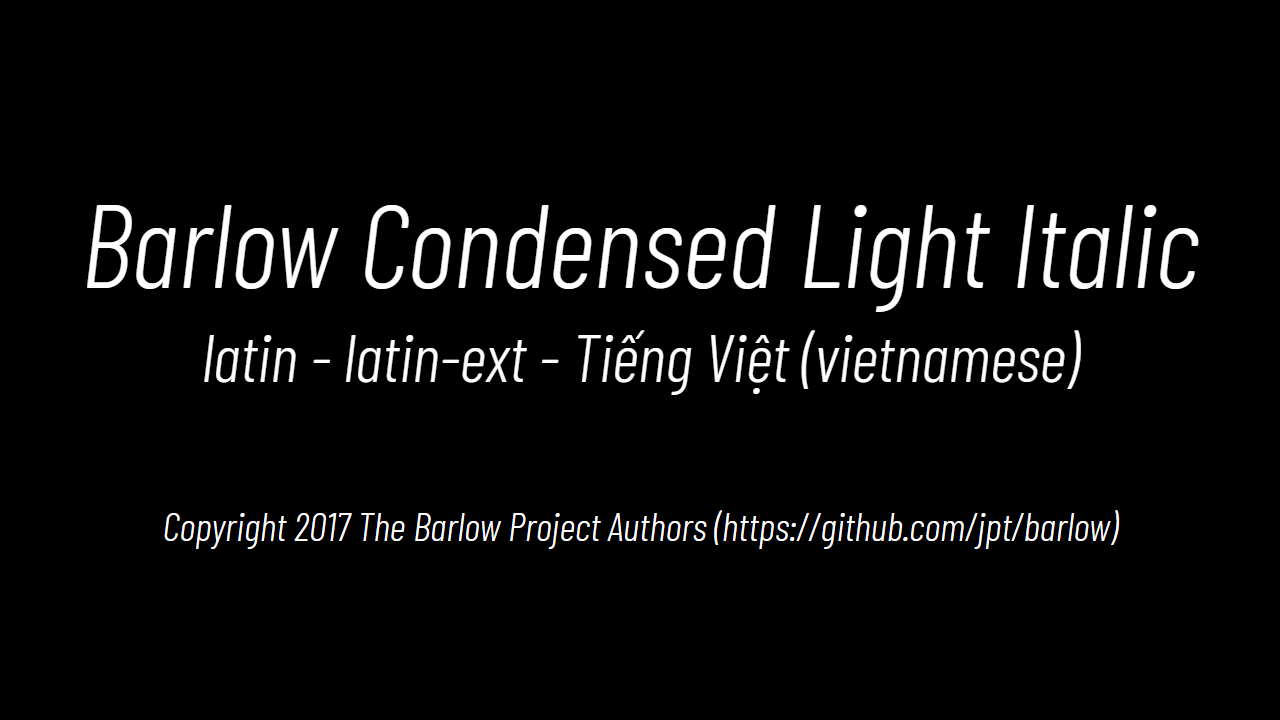 Barlow Condensed Light Italic
latin - latin-ext - Tiếng Việt (vietnamese)
Copyright 2017 The Barlow Project Authors (https://github.com/jpt/barlow)